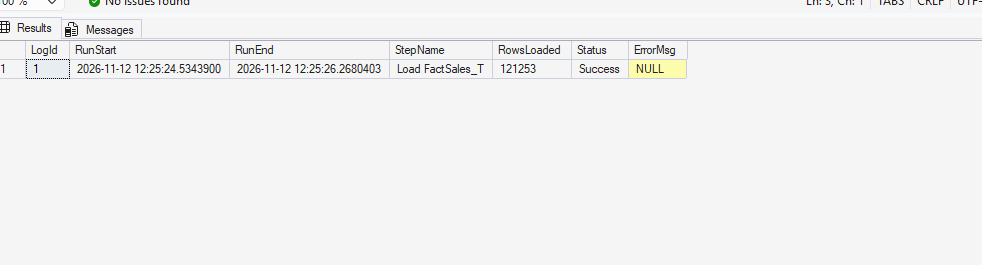 00 % No issues found Ln: 5, Ch: 1 TABS CRLF UTF-
Results Messages
LogId RunStart RunEnd StepName RowsLoaded Status ErrorMsg
1 1 2026-11-12 12:25:24.5343900 2026-11-12 12:25:26.2680403 Load FactSales_T 121253 Success NULL